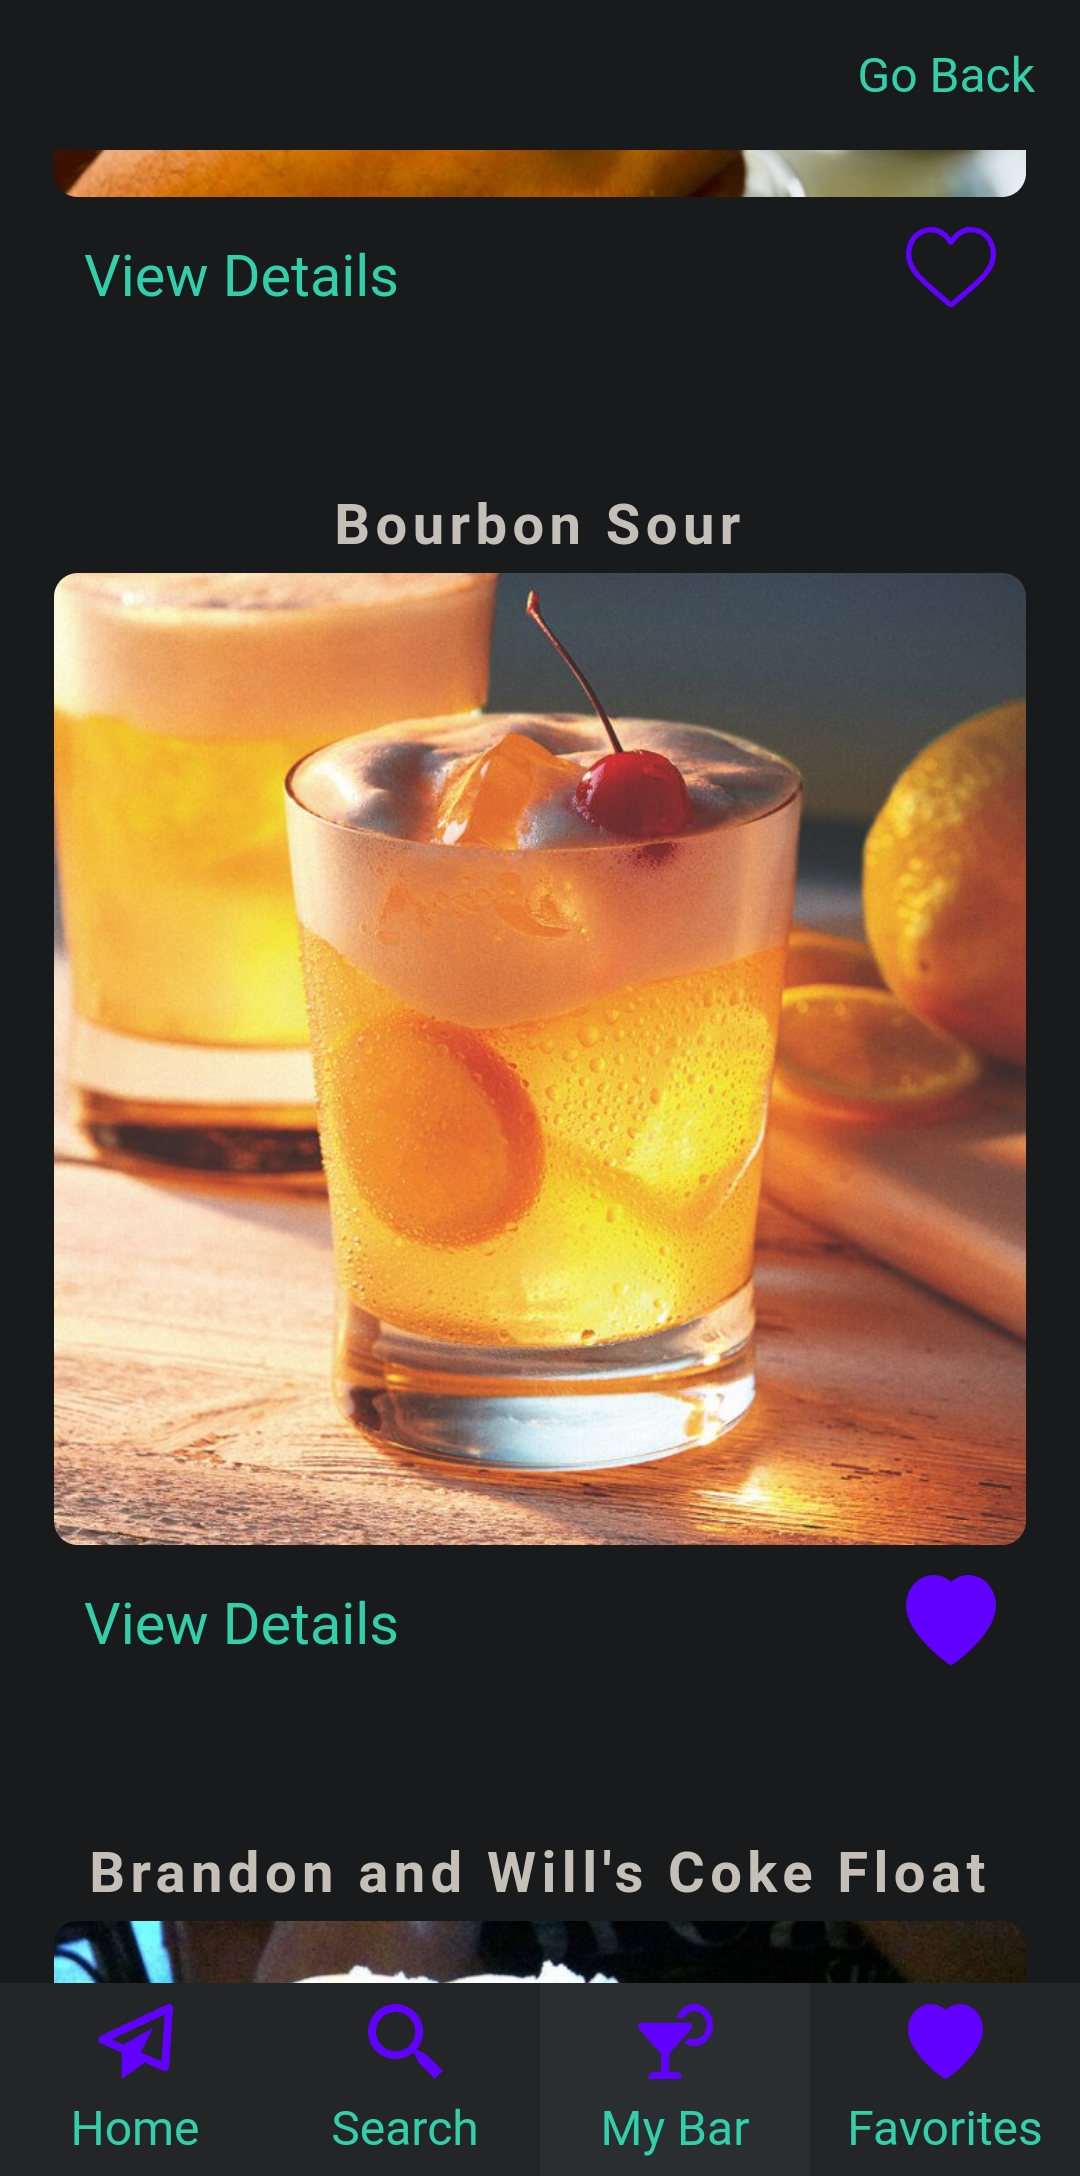 Go Back
View Details
Bourbon Sour
View Details
Brandon and Will's Coke Float
Home
Search
My Bar
Favorites